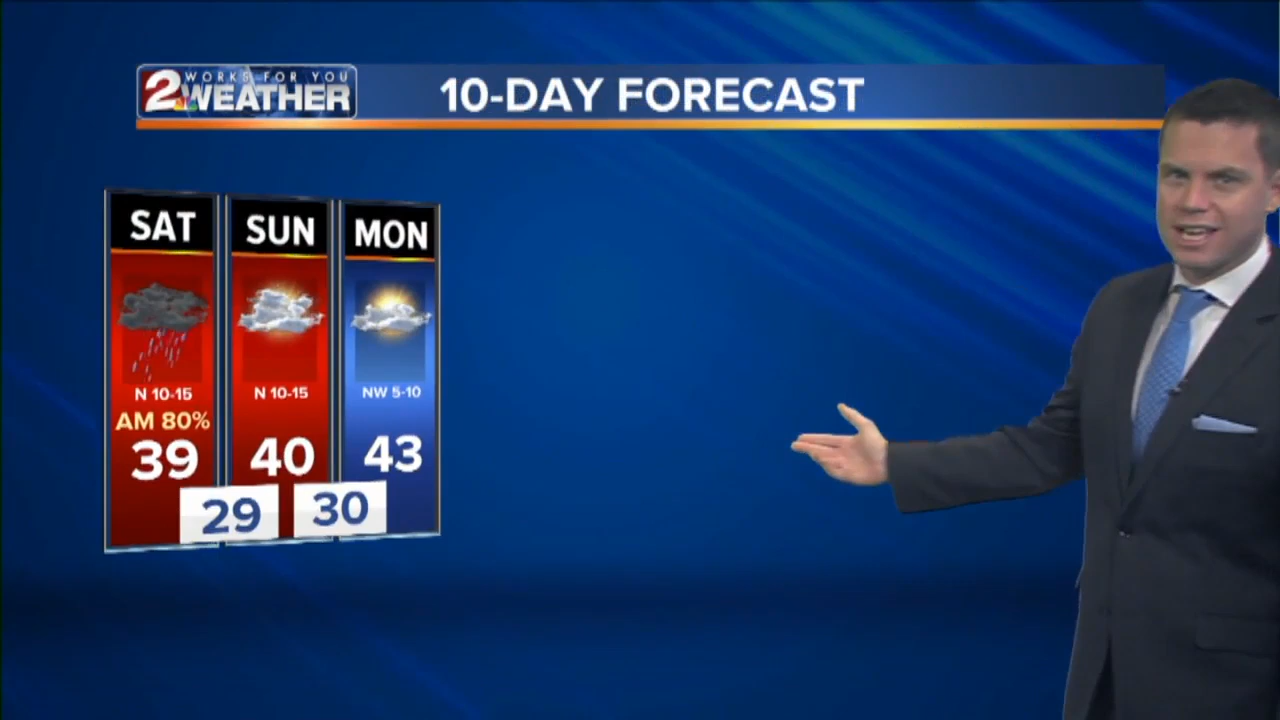 2 WORKS FOR YOU
WEATHER
10-DAY FORECAST
SAT
SUN
MON
N 10-15
N 10-15
NW 5-10
AM 80%
39
40
43
29
30